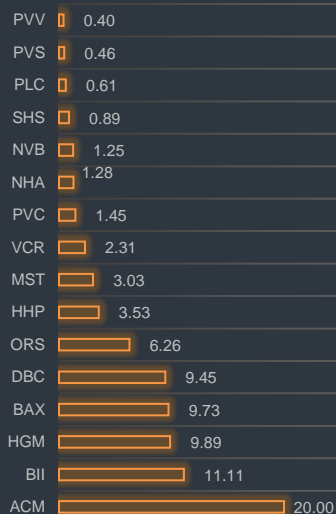 PVV 0.40
PVS 0.46
PLC 0.61
SHS 0.89
NVB 1.25
NHA 1.28
PVC 1.45
VCR 2.31
MST 3.03
HHP 3.53
ORS 6.26
DBC 9.45
BAX 9.73
HGM 9.89
BII 11.11
ACM 20.00